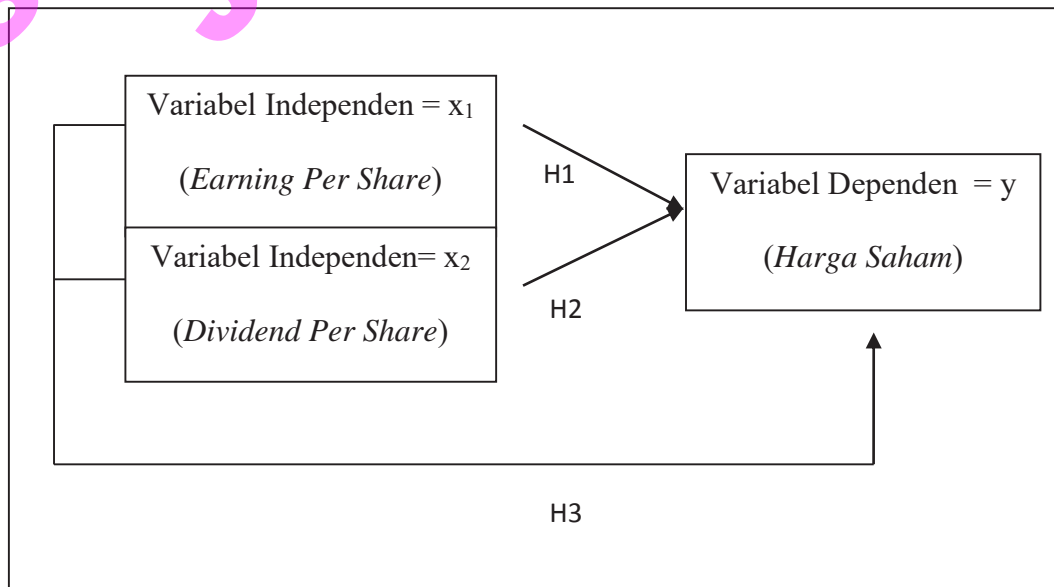 Variabel Independen = x₁
(Earning Per Share)
H1
Variabel Dependen = y
(Harga Saham)
Variabel Independen= x₂
(Dividend Per Share)
H2
H3